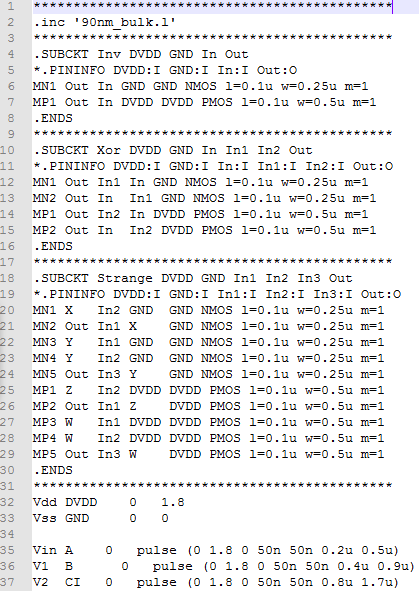 1 ************************************************
2 .inc '90nm_bulk.l'
3 ************************************************
4 .SUBCKT Inv DVDD GND In Out
5 *.PININFO DVDD:I GND:I In:I Out:O
6 MN1 Out In GND GND NMOS l=0.1u w=0.25u m=1
7 MP1 Out In DVDD DVDD PMOS l=0.1u w=0.5u m=1
8 .ENDS
9 ************************************************
10 .SUBCKT Xor DVDD GND In In1 In2 Out
11 *.PININFO DVDD:I GND:I In:I In1:I In2:I Out:O
12 MN1 Out In1 In GND NMOS l=0.1u w=0.25u m=1
13 MN2 Out In  In1 GND NMOS l=0.1u w=0.25u m=1
14 MP1 Out In2 In DVDD PMOS l=0.1u w=0.5u m=1
15 MP2 Out In  In2 DVDD PMOS l=0.1u w=0.5u m=1
16 .ENDS
17 ************************************************
18 .SUBCKT Strange DVDD GND In1 In2 In3 Out
19 *.PININFO DVDD:I GND:I In1:I In2:I In3:I Out:O
20 MN1 X   In2 GND  GND NMOS l=0.1u w=0.25u m=1
21 MN2 Out In1 X    GND NMOS l=0.1u w=0.25u m=1
22 MN3 Y   In1 GND  GND NMOS l=0.1u w=0.25u m=1
23 MN4 Y   In2 GND  GND NMOS l=0.1u w=0.25u m=1
24 MN5 Out In3 Y    GND NMOS l=0.1u w=0.25u m=1
25 MP1 Z   In2 DVDD DVDD PMOS l=0.1u w=0.5u m=1
26 MP2 Out In1 Z    DVDD PMOS l=0.1u w=0.5u m=1
27 MP3 W   In1 DVDD DVDD PMOS l=0.1u w=0.5u m=1
28 MP4 W   In2 DVDD DVDD PMOS l=0.1u w=0.5u m=1
29 MP5 Out In3 W    DVDD PMOS l=0.1u w=0.5u m=1
30 .ENDS
31 ************************************************
32 Vdd DVDD    0   1.8
33 Vss GND     0   0
34
35 Vin A    0   pulse (0 1.8 0 50n 50n 0.2u 0.5u)
36 V1  B      0   pulse (0 1.8 0 50n 50n 0.4u 0.9u)
37 V2  CI   0   pulse (0 1.8 0 50n 50n 0.8u 1.7u)